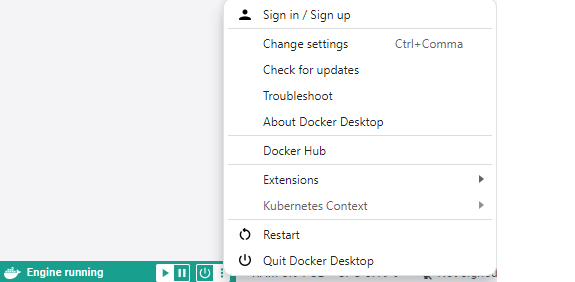 Sign in / Sign up
Change settings Ctrl+Comma
Check for updates
Troubleshoot
About Docker Desktop
Docker Hub
Extensions
Kubernetes Context
Restart
Quit Docker Desktop
Engine running